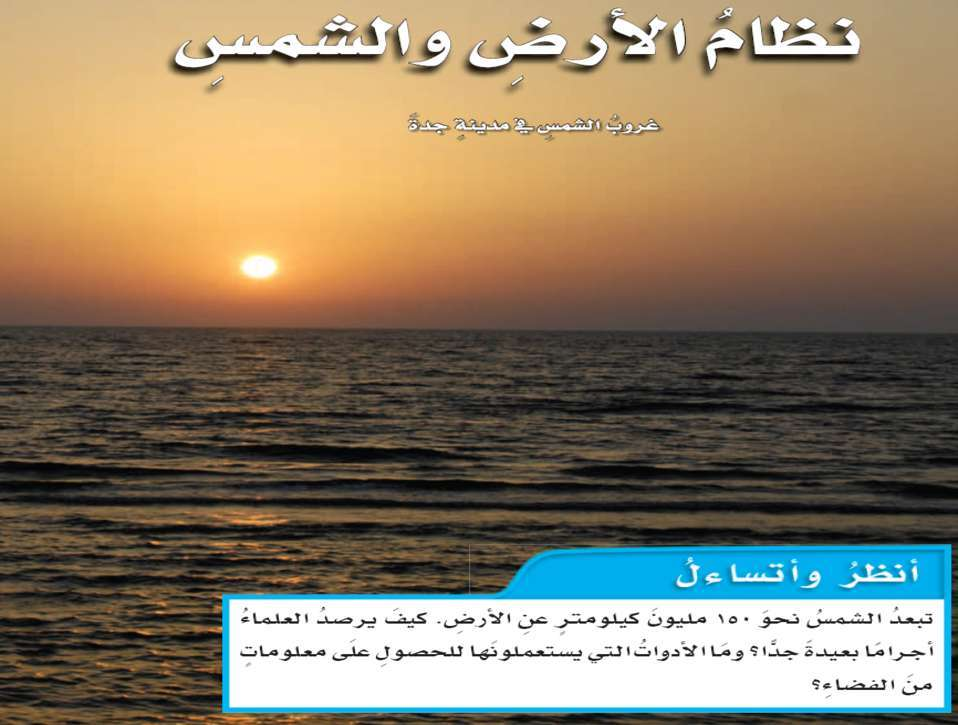 نظامُ الأرضِ والشمسِ
غروبُ الشمسِ في مدينةِ جدةَ
أنظرُ وأتساءلُ
تبعدُ الشمسُ نحوَ ١٥٠ مليونَ كيلومترٍ عنِ الأرضِ. كيفَ يرصدُ العلماءُ
أجرامًا بعيدةً جدًّا؟ ومَا الأدواتُ التي يستعملونَها للحصولِ علَى معلوماتٍ
منَ الفضاءِ؟